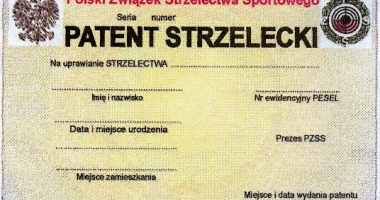 Polski Związek Strzelectwa Sportowego
Seria numer
PATENT STRZELECKI
Na uprawianie STRZELECTWA
Imię i nazwisko
Nr ewidencyjny PESEL
Data i miejsce urodzenia
Prezes PZSS
Miejsce zamieszkania
Miejsce i data wydania patentu